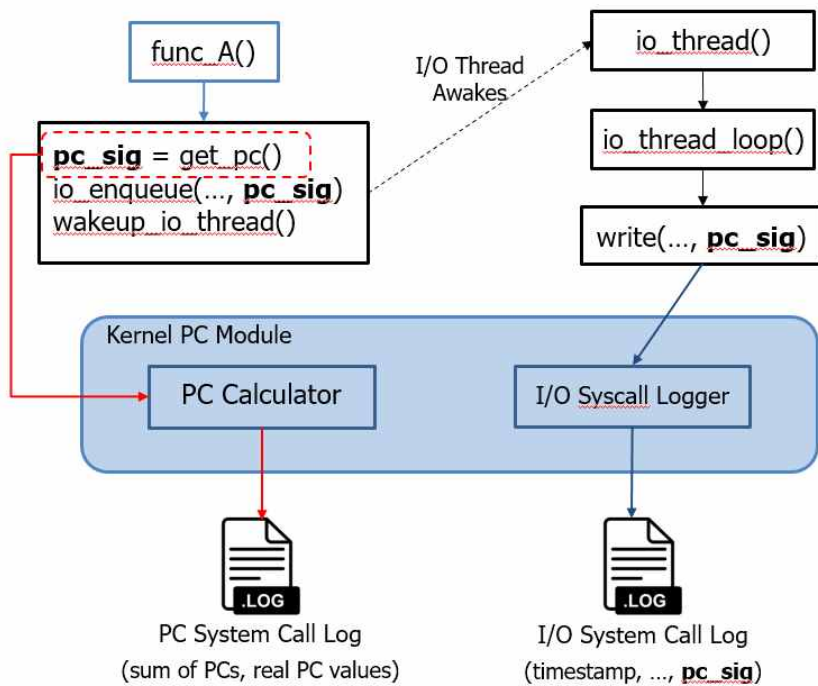 func_A()
I/O Thread
Awakes
io_thread()
pc_sig = get_pc()
io_enqueue(..., pc_sig)
wakeup_io_thread()
io_thread_loop()
write(..., pc_sig)
Kernel PC Module
PC Calculator
I/O Syscall Logger
.LOG
PC System Call Log
(sum of PCs, real PC values)
.LOG
I/O System Call Log
(timestamp, ..., pc_sig)